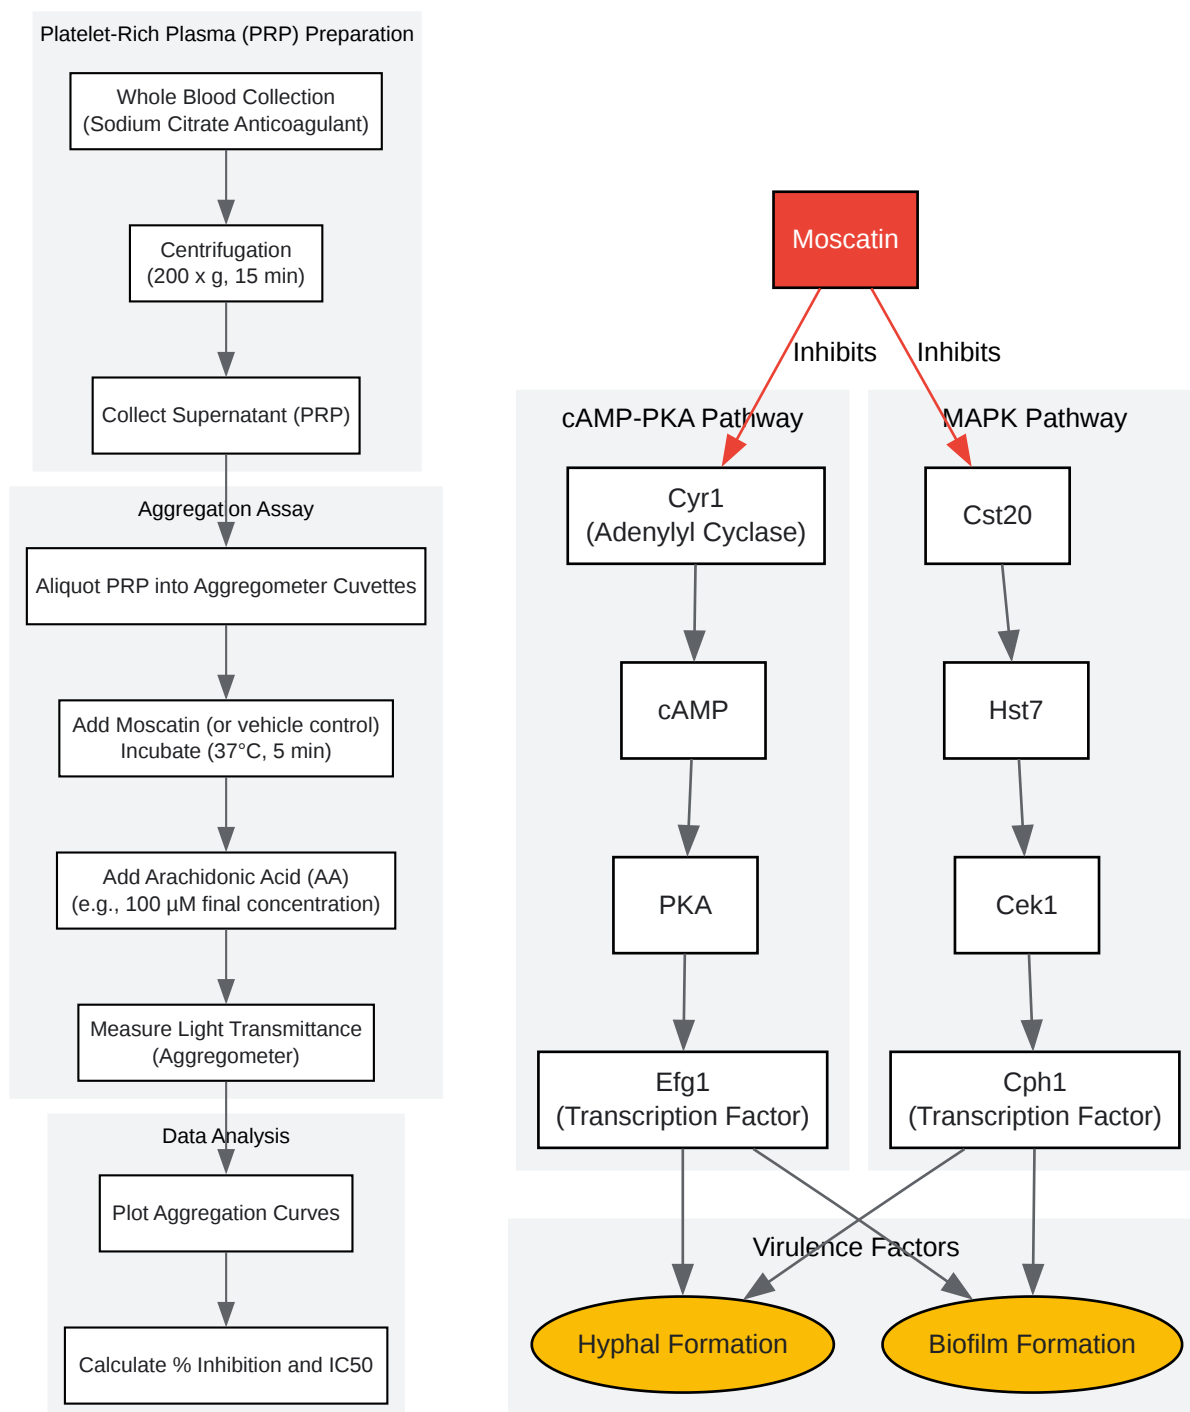 Platelet-Rich Plasma (PRP) Preparation
Whole Blood Collection
(Sodium Citrate Anticoagulant)
Centrifugation
(200 x g, 15 min)
Collect Supernatant (PRP)
Aggregation Assay
Aliquot PRP into Aggregometer Cuvettes
Add Moscatin (or vehicle control)
Incubate (37°C, 5 min)
Add Arachidonic Acid (AA)
(e.g., 100 µM final concentration)
Measure Light Transmittance
(Aggregometer)
Data Analysis
Plot Aggregation Curves
Calculate % Inhibition and IC50
Moscatin
Inhibits
Inhibits
cAMP-PKA Pathway
Cyr1
(Adenylyl Cyclase)
cAMP
PKA
Efg1
(Transcription Factor)
MAPK Pathway
Cst20
Hst7
Cek1
Cph1
(Transcription Factor)
Virulence Factors
Hyphal Formation
Biofilm Formation